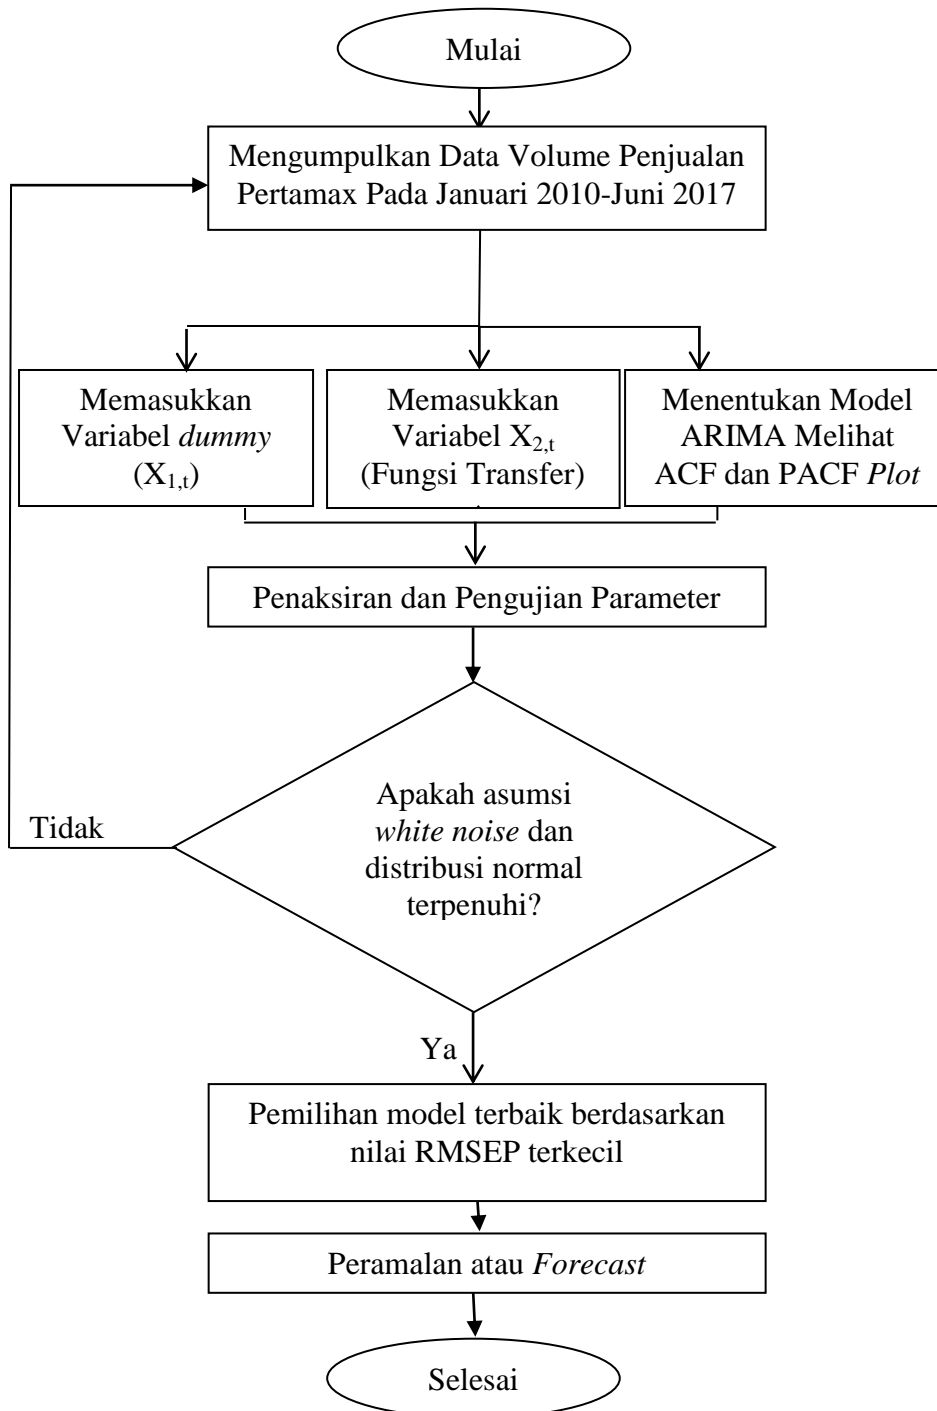 Mulai
Mengumpulkan Data Volume Penjualan
Pertamax Pada Januari 2010-Juni 2017
Memasukkan
Variabel dummy
(X1,t)
Memasukkan
Variabel X2,t
(Fungsi Transfer)
Menentukan Model
ARIMA Melihat
ACF dan PACF Plot
Penaksiran dan Pengujian Parameter
Apakah asumsi
white noise dan
distribusi normal
terpenuhi?
Tidak
Ya
Pemilihan model terbaik berdasarkan
nilai RMSEP terkecil
Peramalan atau Forecast
Selesai